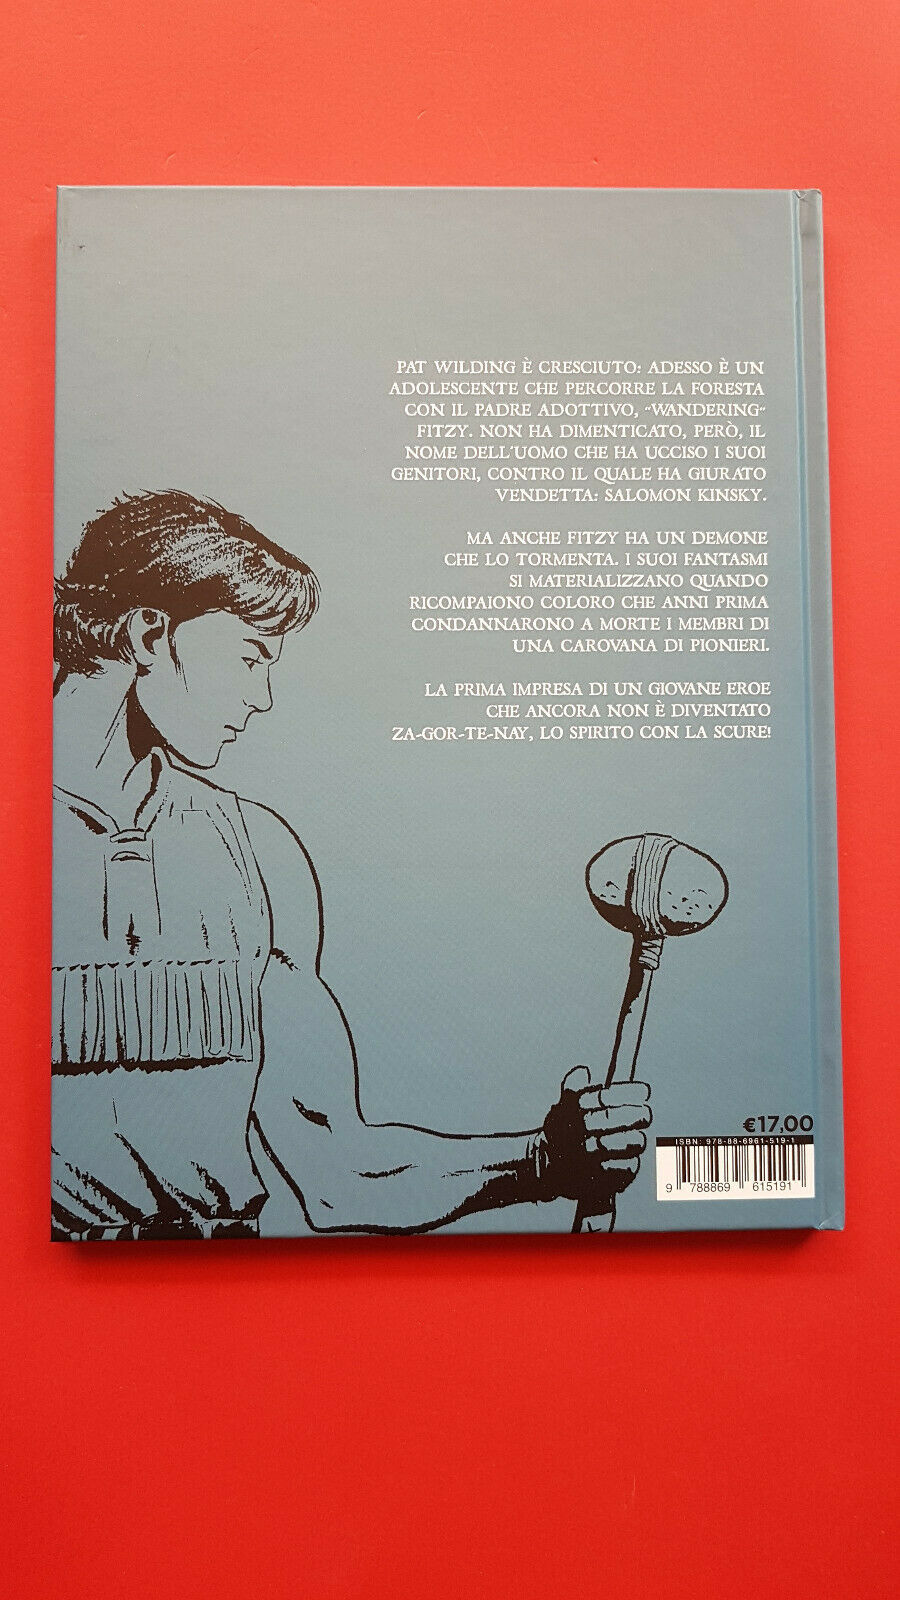 PAT WILDING È CRESCIUTO: ADESSO È UN
ADOLESCENTE CHE PERCORRE LA FORESTA
CON IL PADRE ADOTTIVO, "WANDERING"
FITZY. NON HA DIMENTICATO, PERÒ, IL
NOME DELL'UOMO CHE HA UCCISO I SUOI
GENITORI, CONTRO IL QUALE HA GIURATO
VENDETTA: SALOMON KINSKY.
MA ANCHE FITZY HA UN DEMONE
CHE LO TORMENTA. I SUOI FANTASMI
SI MATERIALIZZANO QUANDO
RICOMPAIONO COLORO CHE ANNI PRIMA
CONDANNARONO A MORTE I MEMBRI DI
UNA CAROVANA DI PIONIERI.
LA PRIMA IMPRESA DI UN GIOVANE EROE
CHE ANCORA NON È DIVENTATO
ZA-GOR-TE-NAY, LO SPIRITO CON LA SCURE!
€17,00
ISBN: 978-88-6961-519-1
9 788869 615191